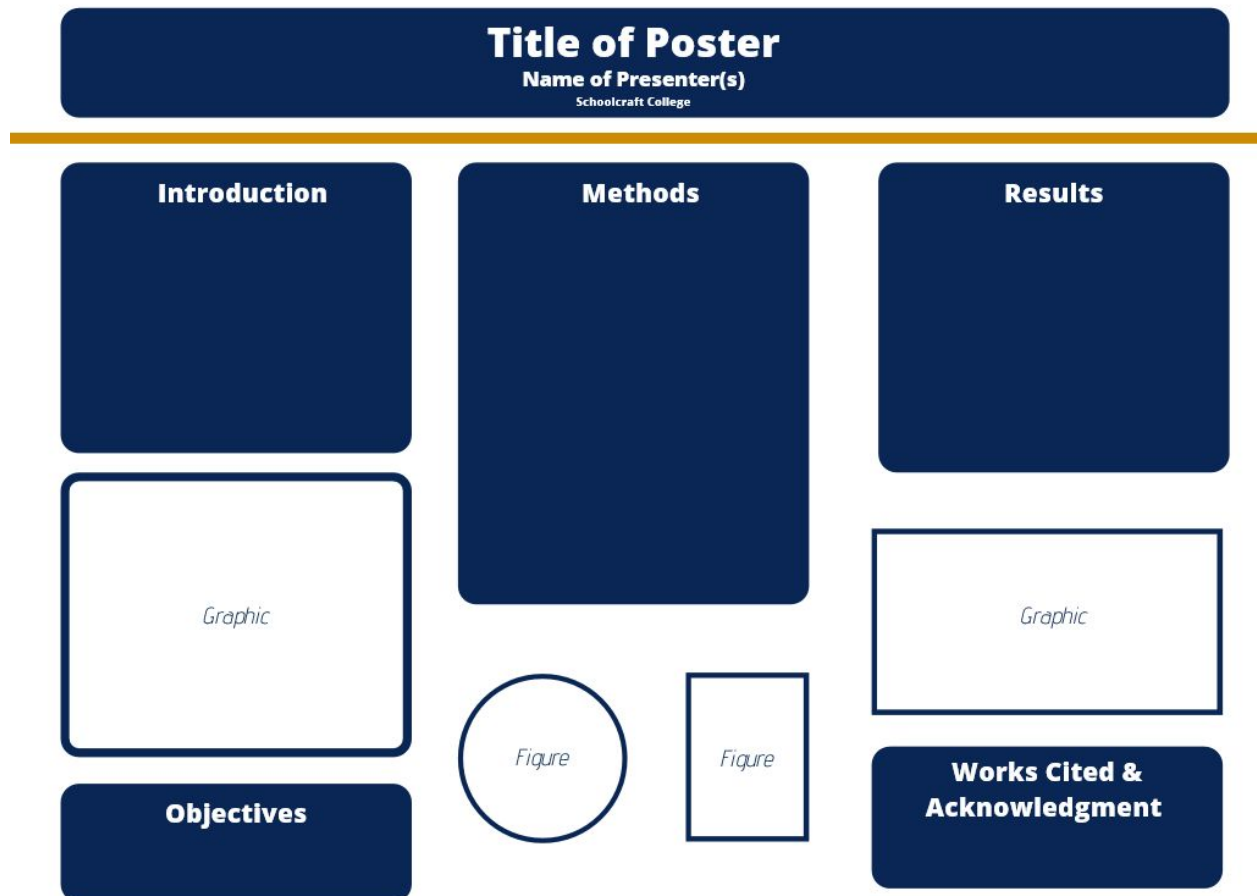 Title of Poster
Name of Presenter(s)
Schoolcraft College
Introduction
Graphic
Objectives
Methods
Figure
Figure
Results
Graphic
Works Cited &
Acknowledgment